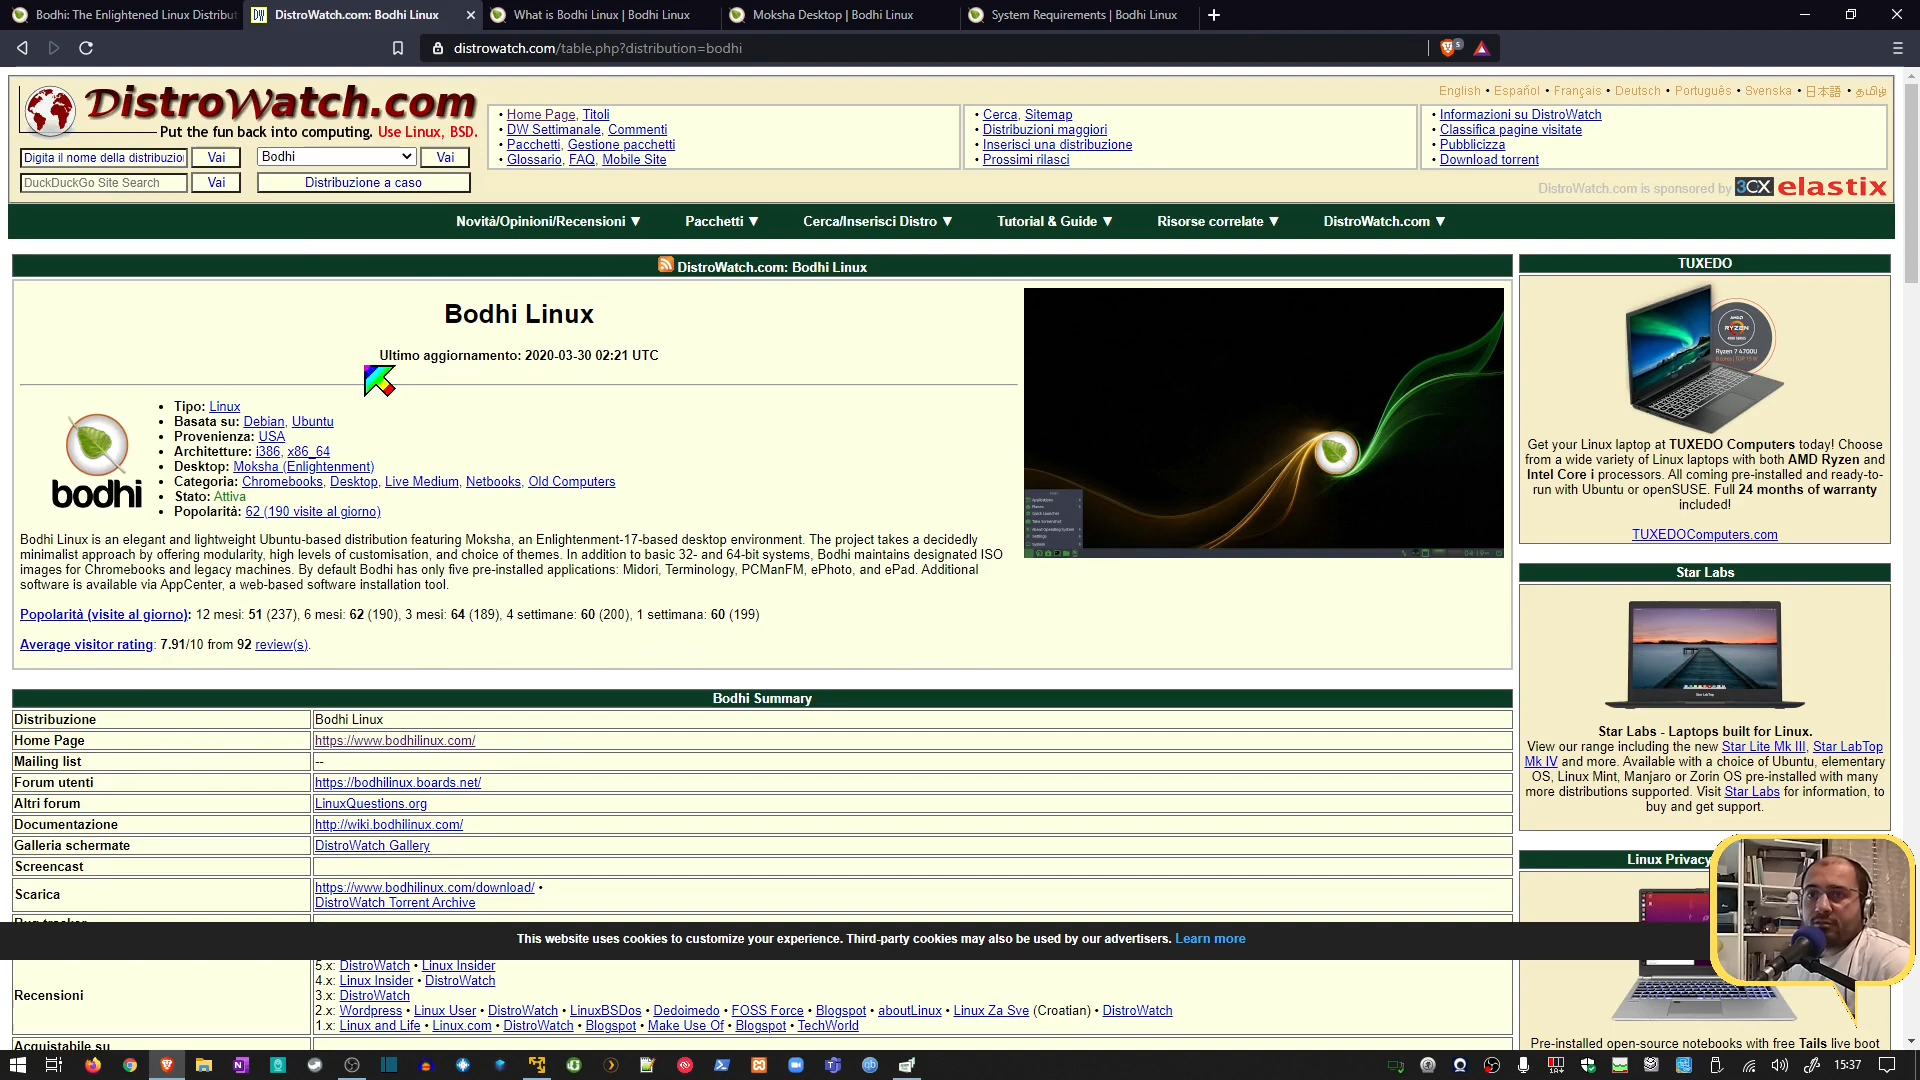 Bodhi: The Enlightened Linux Distribut
DistroWatch.com: Bodhi Linux
What is Bodhi Linux | Bodhi Linux
Moksha Desktop | Bodhi Linux
System Requirements | Bodhi Linux
distrowatch.com/table.php?distribution=bodhi
DistroWatch.com
Put the fun back into computing. Use Linux, BSD.
Digita il nome della distribuzioi Vai Bodhi Vai
DuckDuckGo Site Search Vai Distribuzione a caso
• Home Page, Titoli
• DW Settimanale, Commenti
• Pacchetti, Gestione pacchetti
• Glossario, FAQ, Mobile Site
• Cerca, Sitemap
• Distribuzioni maggiori
• Inserisci una distribuzione
• Prossimi rilasci
English • Español • Français • Deutsch • Português • Svenska • 日本語 • தமிழ்
• Informazioni su DistroWatch
• Classifica pagine visitate
• Pubblicizza
• Download torrent
DistroWatch.com is sponsored by 3CX elastix
Novità/Opinioni/Recensioni ▼ Pacchetti ▼ Cerca/Inserisci Distro ▼ Tutorial & Guide ▼ Risorse correlate ▼ DistroWatch.com ▼
DistroWatch.com: Bodhi Linux
Bodhi Linux
Ultimo aggiornamento: 2020-03-30 02:21 UTC
bodhi
• Tipo: Linux
• Basata su: Debian, Ubuntu
• Provenienza: USA
• Architetture: i386, x86_64
• Desktop: Moksha (Enlightenment)
• Categoria: Chromebooks, Desktop, Live Medium, Netbooks, Old Computers
• Stato: Attiva
• Popolarità: 62 (190 visite al giorno)
Bodhi Linux is an elegant and lightweight Ubuntu-based distribution featuring Moksha, an Enlightenment-17-based desktop environment. The project takes a decidedly
minimalist approach by offering modularity, high levels of customisation, and choice of themes. In addition to basic 32- and 64-bit systems, Bodhi maintains designated ISO
images for Chromebooks and legacy machines. By default Bodhi has only five pre-installed applications: Midori, Terminology, PCManFM, ePhoto, and ePad. Additional
software is available via AppCenter, a web-based software installation tool.
Popolarità (visite al giorno): 12 mesi: 51 (237), 6 mesi: 62 (190), 3 mesi: 64 (189), 4 settimane: 60 (200), 1 settimana: 60 (199)
Average visitor rating: 7.91/10 from 92 review(s).
Bodhi Summary
Distribuzione Bodhi Linux
Home Page https://www.bodhilinux.com/
Mailing list --
Forum utenti https://bodhilinux.boards.net/
Altri forum LinuxQuestions.org
Documentazione http://wiki.bodhilinux.com/
Galleria schermate DistroWatch Gallery
Screencast
Scarica https://www.bodhilinux.com/download/ •
DistroWatch Torrent Archive
This website uses cookies to customize your experience. Third-party cookies may also be used by our advertisers. Learn more
Recensioni
5.x: DistroWatch • Linux Insider
4.x: Linux Insider • DistroWatch
3.x: DistroWatch
2.x: Wordpress • Linux User • DistroWatch • LinuxBSDos • Dedoimedo • FOSS Force • Blogspot • aboutLinux • Linux Za Sve (Croatian) • DistroWatch
1.x: Linux and Life • Linux.com • DistroWatch • Blogspot • Make Use Of • Blogspot • TechWorld
Acquistabile su
TUXEDO
Get your Linux laptop at TUXEDO Computers today! Choose
from a wide variety of Linux laptops with both AMD Ryzen and
Intel Core i processors. All coming pre-installed and ready-to-
run with Ubuntu or openSUSE. Full 24 months of warranty
included!
TUXEDOComputers.com
Star Labs
Star Labs - Laptops built for Linux.
View our range including the new Star Lite Mk III, Star LabTop
Mk IV and more. Available with a choice of Ubuntu, elementary
OS, Linux Mint, Manjaro or Zorin OS pre-installed with many
more distributions supported. Visit Star Labs for information, to
buy and get support.
Linux Privacy
Pre-installed open-source notebooks with free Tails live boot
15:37